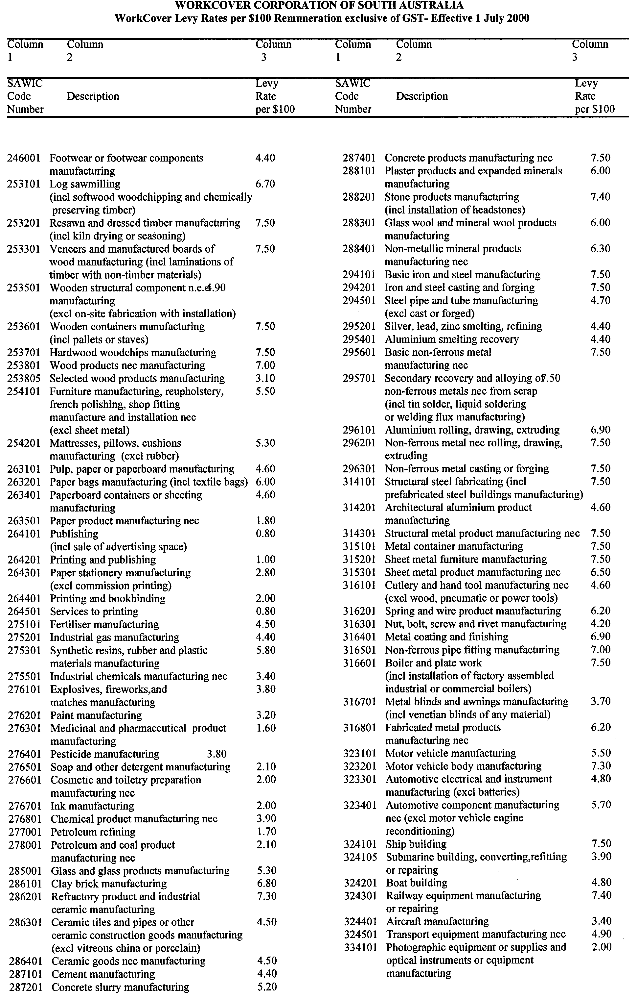 WORKCOVER CORPORATION OF SOUTH AUSTRALIA
WorkCover Levy Rates per $100 Remuneration exclusive of GST- Effective 1 July 2000
Column Column Column Column Column Column
1 2 3 1 2 3
SAWIC Levy SAWIC Levy
Code Description Rate Code Description Rate
Number per $100 Number per $100
246001 Footwear or footwear components 4.40
manufacturing
253101 Log sawmilling 6.70
(incl softwood woodchipping and chemically
preserving timber)
253201 Resawn and dressed timber manufacturing 7.50
(incl kiln drying or seasoning)
253301 Veneers and manufactured boards of 7.50
wood manufacturing (incl laminations of
timber with non-timber materials)
253501 Wooden structural component n.e.4.90
manufacturing
(excl on-site fabrication with installation)
253601 Wooden containers manufacturing 7.50
(incl pallets or staves)
253701 Hardwood woodchips manufacturing 7.50
253801 Wood products nec manufacturing 7.00
253805 Selected wood products manufacturing 3.10
254101 Furniture manufacturing, reupholstery, 5.50
french polishing, shop fitting
manufacture and installation nec
(excl sheet metal)
254201 Mattresses, pillows, cushions 5.30
manufacturing (excl rubber)
263101 Pulp, paper or paperboard manufacturing 4.60
263201 Paper bags manufacturing (incl textile bags) 6.00
263401 Paperboard containers or sheeting 4.60
manufacturing
263501 Paper product manufacturing nec 1.80
264101 Publishing 0.80
(incl sale of advertising space)
264201 Printing and publishing 1.00
264301 Paper stationery manufacturing 2.80
(excl commission printing)
264401 Printing and bookbinding 2.00
264501 Services to printing 0.80
275101 Fertiliser manufacturing 4.50
275201 Industrial gas manufacturing 4.40
275301 Synthetic resins, rubber and plastic 5.80
materials manufacturing
275501 Industrial chemicals manufacturing nec 3.40
276101 Explosives, fireworks,and 3.80
matches manufacturing
276201 Paint manufacturing 3.20
276301 Medicinal and pharmaceutical product 1.60
manufacturing
276401 Pesticide manufacturing 3.80
276501 Soap and other detergent manufacturing 2.10
276601 Cosmetic and toiletry preparation 2.00
manufacturing nec
276701 Ink manufacturing 2.00
276801 Chemical product manufacturing nec 3.90
277001 Petroleum refining 1.70
278001 Petroleum and coal product 2.10
manufacturing nec
285001 Glass and glass products manufacturing 5.30
286101 Clay brick manufacturing 6.80
286201 Refractory product and industrial 7.30
ceramic manufacturing
286301 Ceramic tiles and pipes or other 4.50
ceramic construction goods manufacturing
(excl vitreous china or porcelain)
286401 Ceramic goods nec manufacturing 4.50
287101 Cement manufacturing 4.40
287201 Concrete slurry manufacturing 5.20
287401 Concrete products manufacturing nec 7.50
288101 Plaster products and expanded minerals 6.00
manufacturing
288201 Stone products manufacturing 7.40
(incl installation of headstones)
288301 Glass wool and mineral wool products 6.00
manufacturing
288401 Non-metallic mineral products 6.30
manufacturing nec
294101 Basic iron and steel manufacturing 7.50
294201 Iron and steel casting and forging 7.50
294501 Steel pipe and tube manufacturing 4.70
(excl cast or forged)
295201 Silver, lead, zinc smelting, refining 4.40
295401 Aluminium smelting recovery 4.40
295601 Basic non-ferrous metal 7.50
manufacturing nec
295701 Secondary recovery and alloying of7.50
non-ferrous metals nec from scrap
(incl tin solder, liquid soldering
or welding flux manufacturing)
296101 Aluminium rolling, drawing, extruding 6.90
296201 Non-ferrous metal nec rolling, drawing, 7.50
extruding
296301 Non-ferrous metal casting or forging 7.50
314101 Structural steel fabricating (incl 7.50
prefabricated steel buildings manufacturing)
314201 Architectural aluminium product 4.60
manufacturing
314301 Structural metal product manufacturing nec 7.50
315101 Metal container manufacturing 7.50
315201 Sheet metal furniture manufacturing 7.50
315301 Sheet metal product manufacturing nec 6.50
316101 Cutlery and hand tool manufacturing nec 4.60
(excl wood, pneumatic or power tools)
316201 Spring and wire product manufacturing 6.20
316301 Nut, bolt, screw and rivet manufacturing 4.20
316401 Metal coating and finishing 6.90
316501 Non-ferrous pipe fitting manufacturing 7.00
316601 Boiler and plate work 7.50
(incl installation of factory assembled
industrial or commercial boilers)
316701 Metal blinds and awnings manufacturing 3.70
(incl venetian blinds of any material)
316801 Fabricated metal products 6.20
manufacturing nec
323101 Motor vehicle manufacturing 5.50
323201 Motor vehicle body manufacturing 7.30
323301 Automotive electrical and instrument 4.80
manufacturing (excl batteries)
323401 Automotive component manufacturing 5.70
nec (excl motor vehicle engine
reconditioning)
324101 Ship building 7.50
324105 Submarine building, converting,refitting 3.90
or repairing
324201 Boat building 4.80
324301 Railway equipment manufacturing 7.40
or repairing
324401 Aircraft manufacturing 3.40
324501 Transport equipment manufacturing nec 4.90
334101 Photographic equipment or supplies and 2.00
optical instruments or equipment
manufacturing